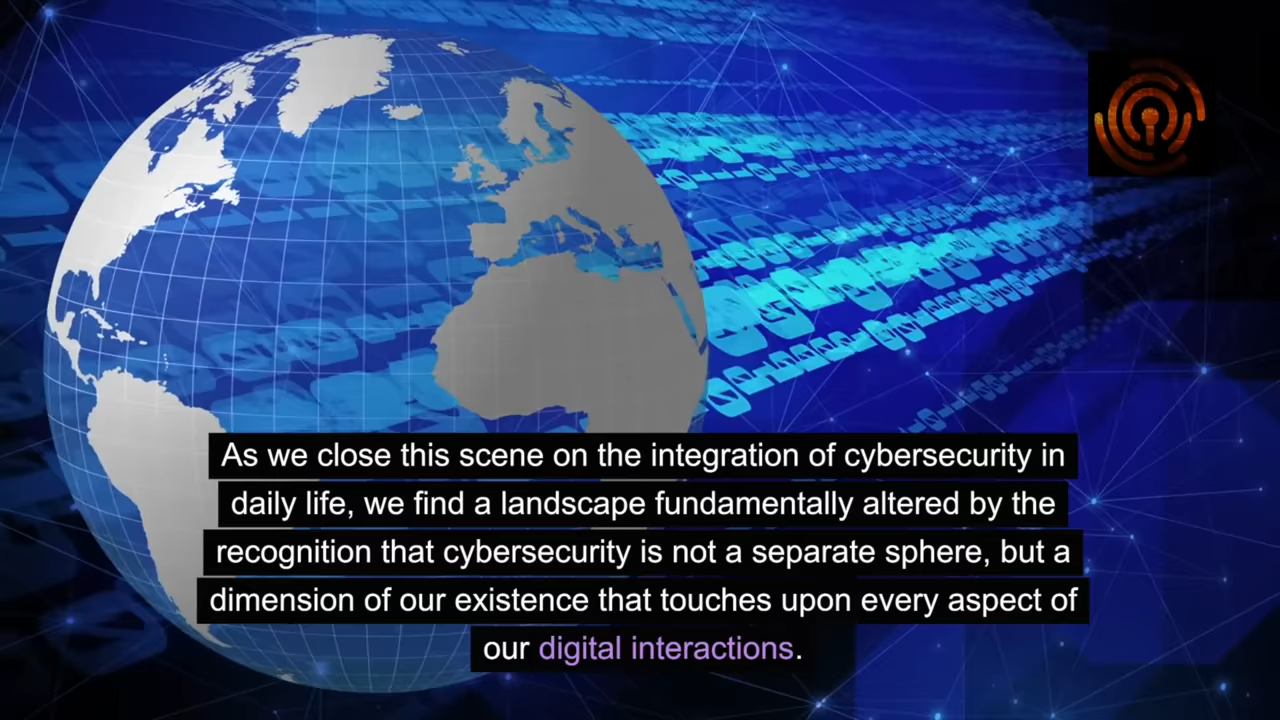 As we close this scene on the integration of cybersecurity in
daily life, we find a landscape fundamentally altered by the
recognition that cybersecurity is not a separate sphere, but a
dimension of our existence that touches upon every aspect of
our digital interactions.